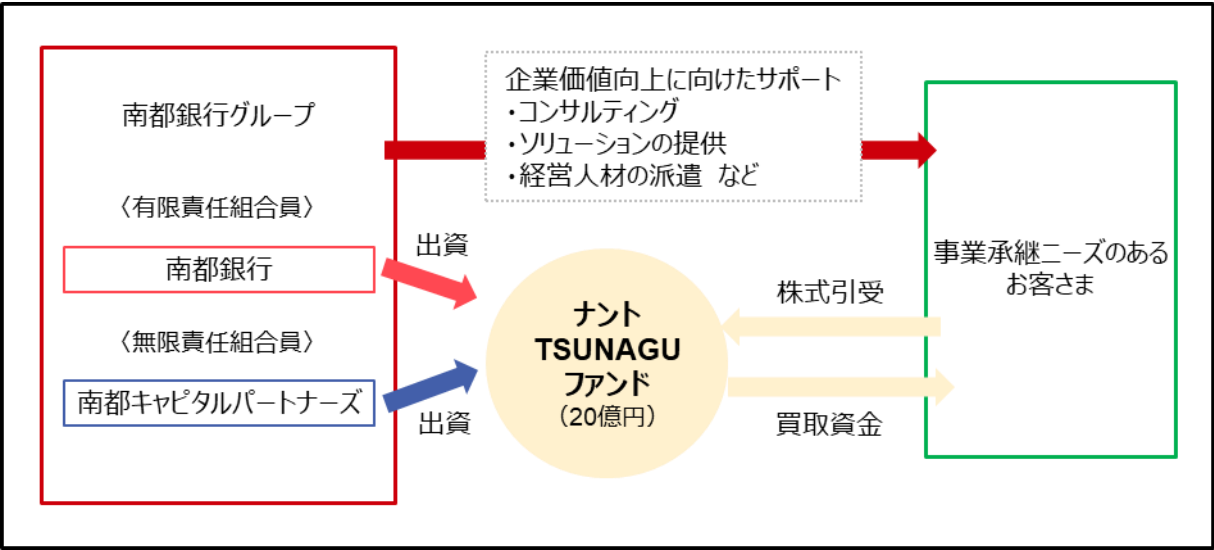 南都銀行グループ
〈有限責任組合員〉
南都銀行
〈無限責任組合員〉
南都キャピタルパートナーズ
出資
出資
企業価値向上に向けたサポート
・コンサルティング
・ソリューションの提供
・経営人材の派遣 など
ナント
TSUNAGU
ファンド
（20億円）
株式引受
買取資金
事業承継ニーズのある
お客さま